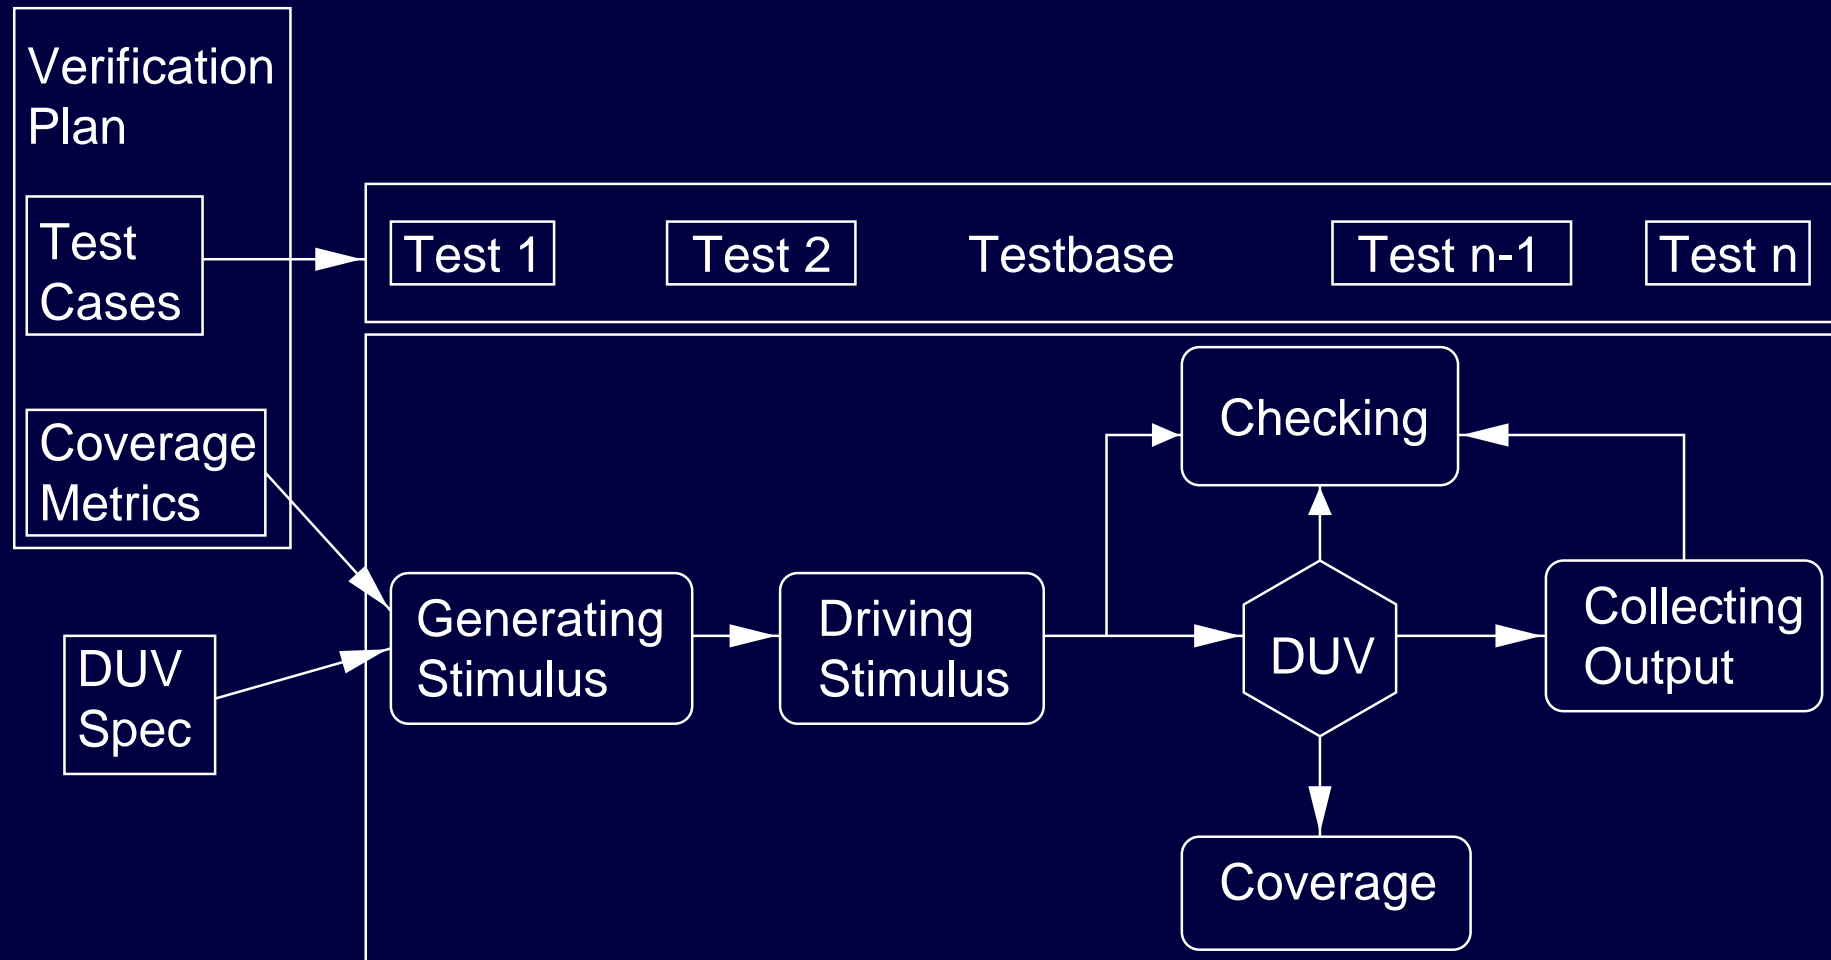 Verification
Plan
Test
Cases
Coverage
Metrics
DUV
Spec
Test 1
Test 2
Testbase
Test n-1
Test n
Generating
Stimulus
Driving
Stimulus
Checking
DUV
Collecting
Output
Coverage